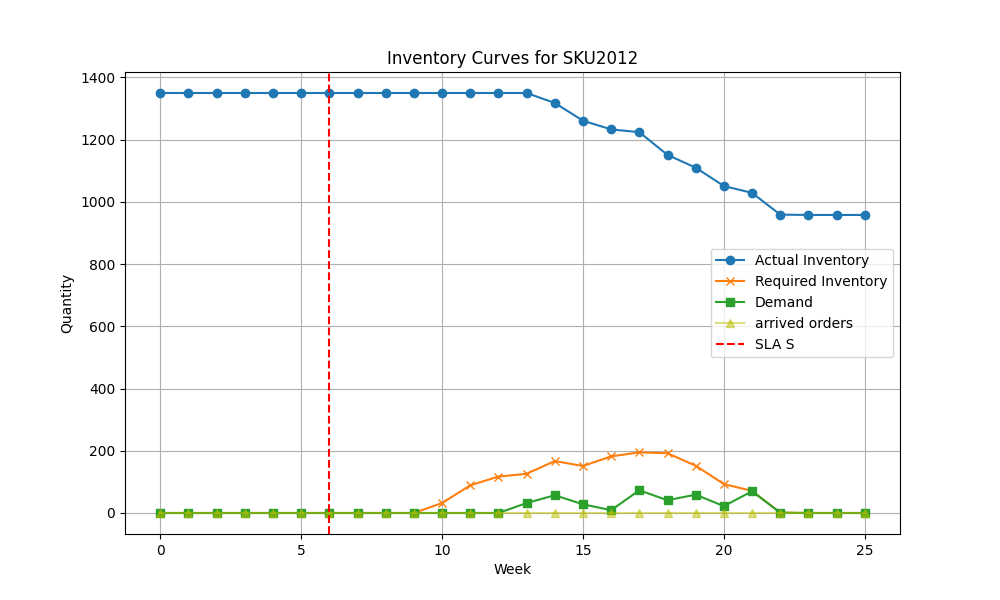 Inventory Curves for SKU2012
1400
1200
1000
800
600
400
200
0
Quantity
Actual Inventory
Required Inventory
Demand
arrived orders
SLA S
0 5 10 15 20 25
Week